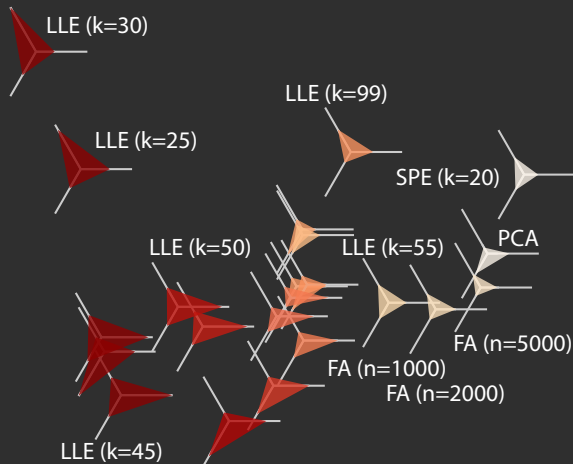 LLE (k=30)
LLE (k=99)
LLE (k=25)
SPE (k=20)
LLE (k=50)
LLE (k=55)
PCA
FA (n=5000)
FA (n=1000)
FA (n=2000)
LLE (k=45)